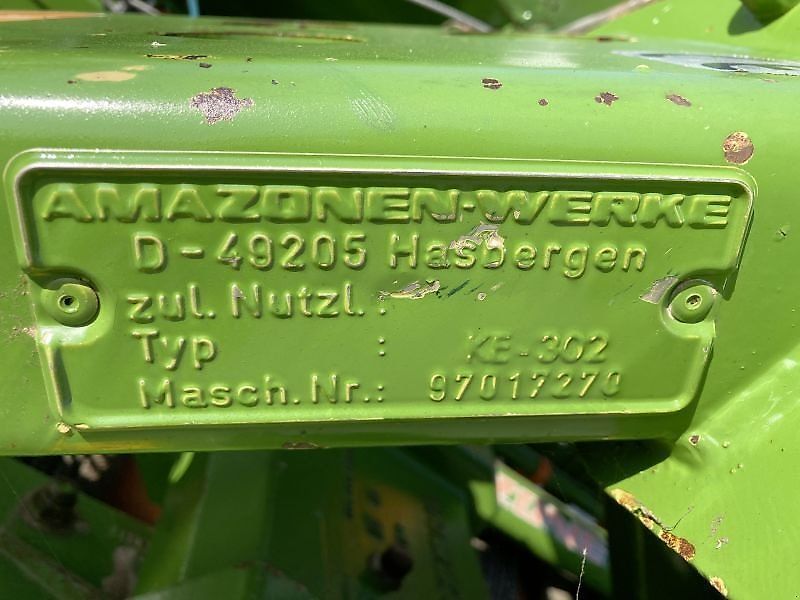 AMAZONEN-WERKE
D-49205 Hasbergen
zul. Nutzl. :
Typ : KE-302
Masch. Nr.: 97017270